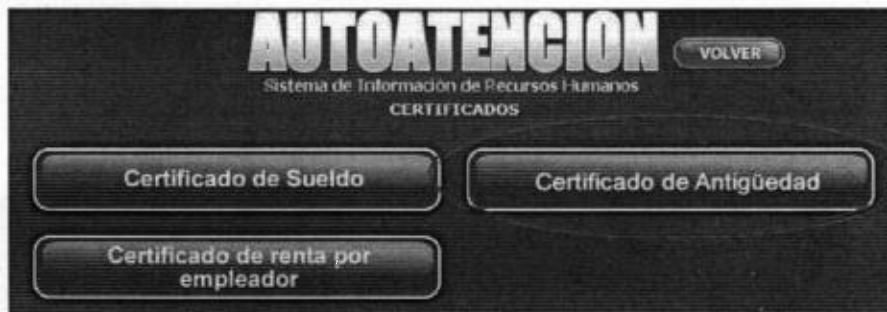 AUTOATENCION
VOLVER
Sistema de Información de Recursos Humanos
CERTIFICADOS
Certificado de Sueldo
Certificado de Antigüedad
Certificado de renta por
empleador